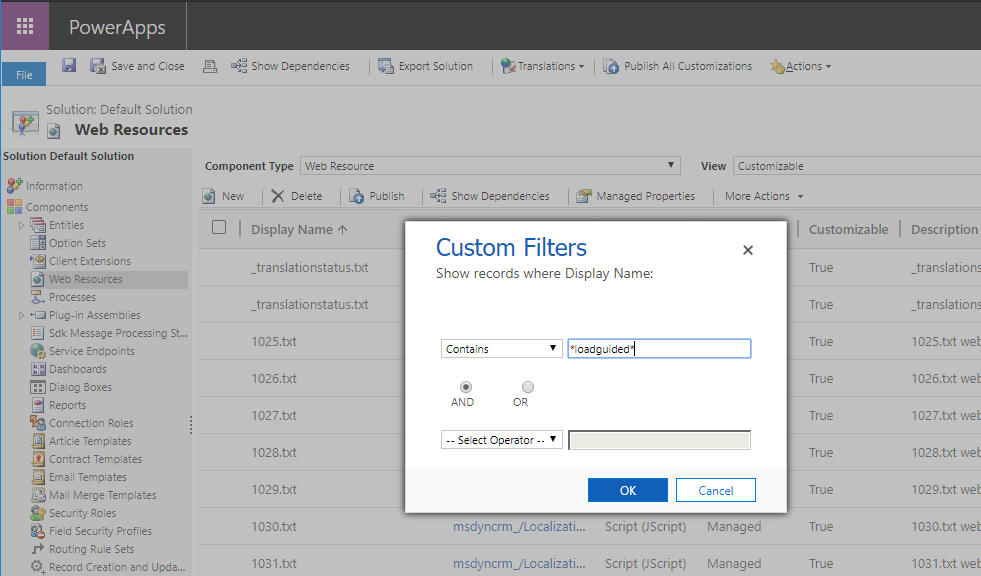 PowerApps
File
Save and Close
Show Dependencies
Export Solution
Translations
Publish All Customizations
Actions
Solution: Default Solution
Web Resources
Solution Default Solution
Information
Components
Entities
Option Sets
Client Extensions
Web Resources
Processes
Plug-in Assemblies
Sdk Message Processing St...
Service Endpoints
Dashboards
Dialog Boxes
Reports
Connection Roles
Article Templates
Contract Templates
Email Templates
Mail Merge Templates
Security Roles
Field Security Profiles
Routing Rule Sets
Record Creation and Upda...
Component Type Web Resource View Customizable
New Delete Publish Show Dependencies Managed Properties More Actions
Display Name Customizable Description
_translationstatus.txt True _translations
_translationstatus.txt True _translations
1025.txt True 1025.txt web
1026.txt True 1026.txt web
1027.txt True 1027.txt web
1028.txt True 1028.txt web
1029.txt True 1029.txt web
1030.txt msdyncrm_/Localizati... Script (JScript) Managed True 1030.txt web
1031.txt msdyncrm_/Localizati... Script (JScript) Managed True 1031.txt web
Custom Filters
Show records where Display Name:
Contains *loadguided*
AND OR
-- Select Operator --
OK Cancel